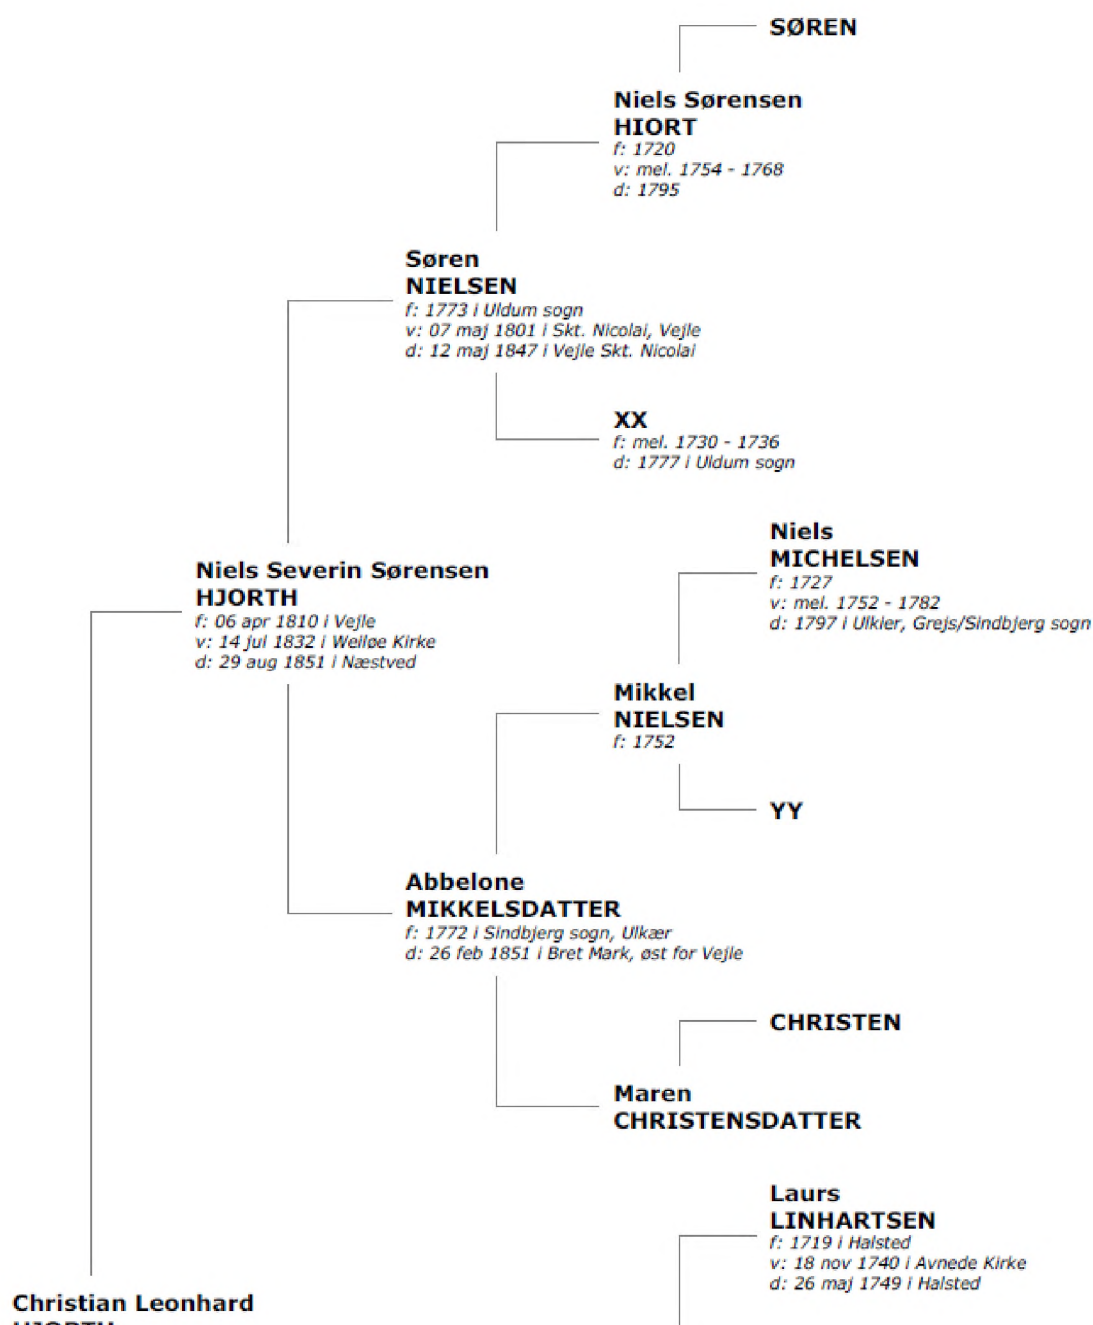 SØREN
Niels Sørensen
HIORT
f: 1720
v: mel. 1754 - 1768
d: 1795
Søren
NIELSEN
f: 1773 i Uldum sogn
v: 07 maj 1801 i Skt. Nicolai, Vejle
d: 12 maj 1847 i Vejle Skt. Nicolai
XX
f: mel. 1730 - 1736
d: 1777 i Uldum sogn
Niels
MICHELSEN
f: 1727
v: mel. 1752 - 1782
d: 1797 i Ulkier, Grejs/Sindbjerg sogn
Niels Severin Sørensen
HJORTH
f: 06 apr 1810 i Vejle
v: 14 jul 1832 i Weiløe Kirke
d: 29 aug 1851 i Næstved
Mikkel
NIELSEN
f: 1752
YY
Abbelone
MIKKELSDATTER
f: 1772 i Sindbjerg sogn, Ulkær
d: 26 feb 1851 i Bret Mark, øst for Vejle
CHRISTEN
Maren
CHRISTENSDATTER
Laurs
LINHARTSEN
f: 1719 i Halsted
v: 18 nov 1740 i Avnede Kirke
d: 26 maj 1749 i Halsted
Christian Leonhard
HJORTH